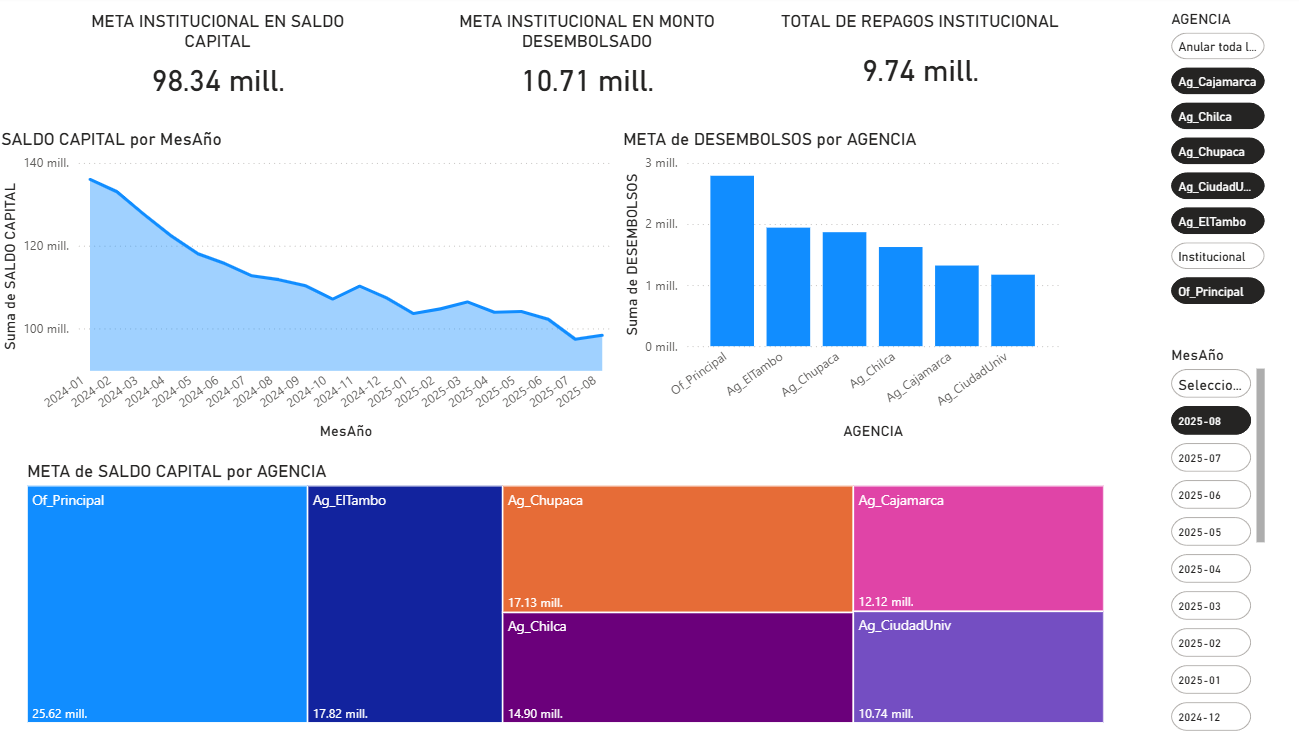 META INSTITUCIONAL EN SALDO
CAPITAL
98.34 mill.
META INSTITUCIONAL EN MONTO
DESEMBOLSADO
10.71 mill.
TOTAL DE REPAGOS INSTITUCIONAL
9.74 mill.
SALDO CAPITAL por MesAño
Suma de SALDO CAPITAL
140 mill.
120 mill.
100 mill.
2024-01
2024-02
2024-03
2024-04
2024-05
2024-06
2024-07
2024-08
2024-09
2024-10
2024-11
2024-12
2025-01
2025-02
2025-03
2025-04
2025-05
2025-06
2025-07
2025-08
MesAño
META de DESEMBOLSOS por AGENCIA
Suma de DESEMBOLSOS
3 mill.
2 mill.
1 mill.
0 mill.
Of_Principal
Ag_ElTambo
Ag_Chupaca
Ag_Chilca
Ag_Cajamarca
Ag_CiudadUniv
AGENCIA
META de SALDO CAPITAL por AGENCIA
Of_Principal
25.62 mill.
Ag_ElTambo
17.82 mill.
Ag_Chupaca
17.13 mill.
Ag_Chilca
14.90 mill.
Ag_Cajamarca
12.12 mill.
Ag_CiudadUniv
10.74 mill.
AGENCIA
Anular toda l...
Ag_Cajamarca
Ag_Chilca
Ag_Chupaca
Ag_CiudadU...
Ag_ElTambo
Institucional
Of_Principal
MesAño
Seleccio...
2025-08
2025-07
2025-06
2025-05
2025-04
2025-03
2025-02
2025-01
2024-12